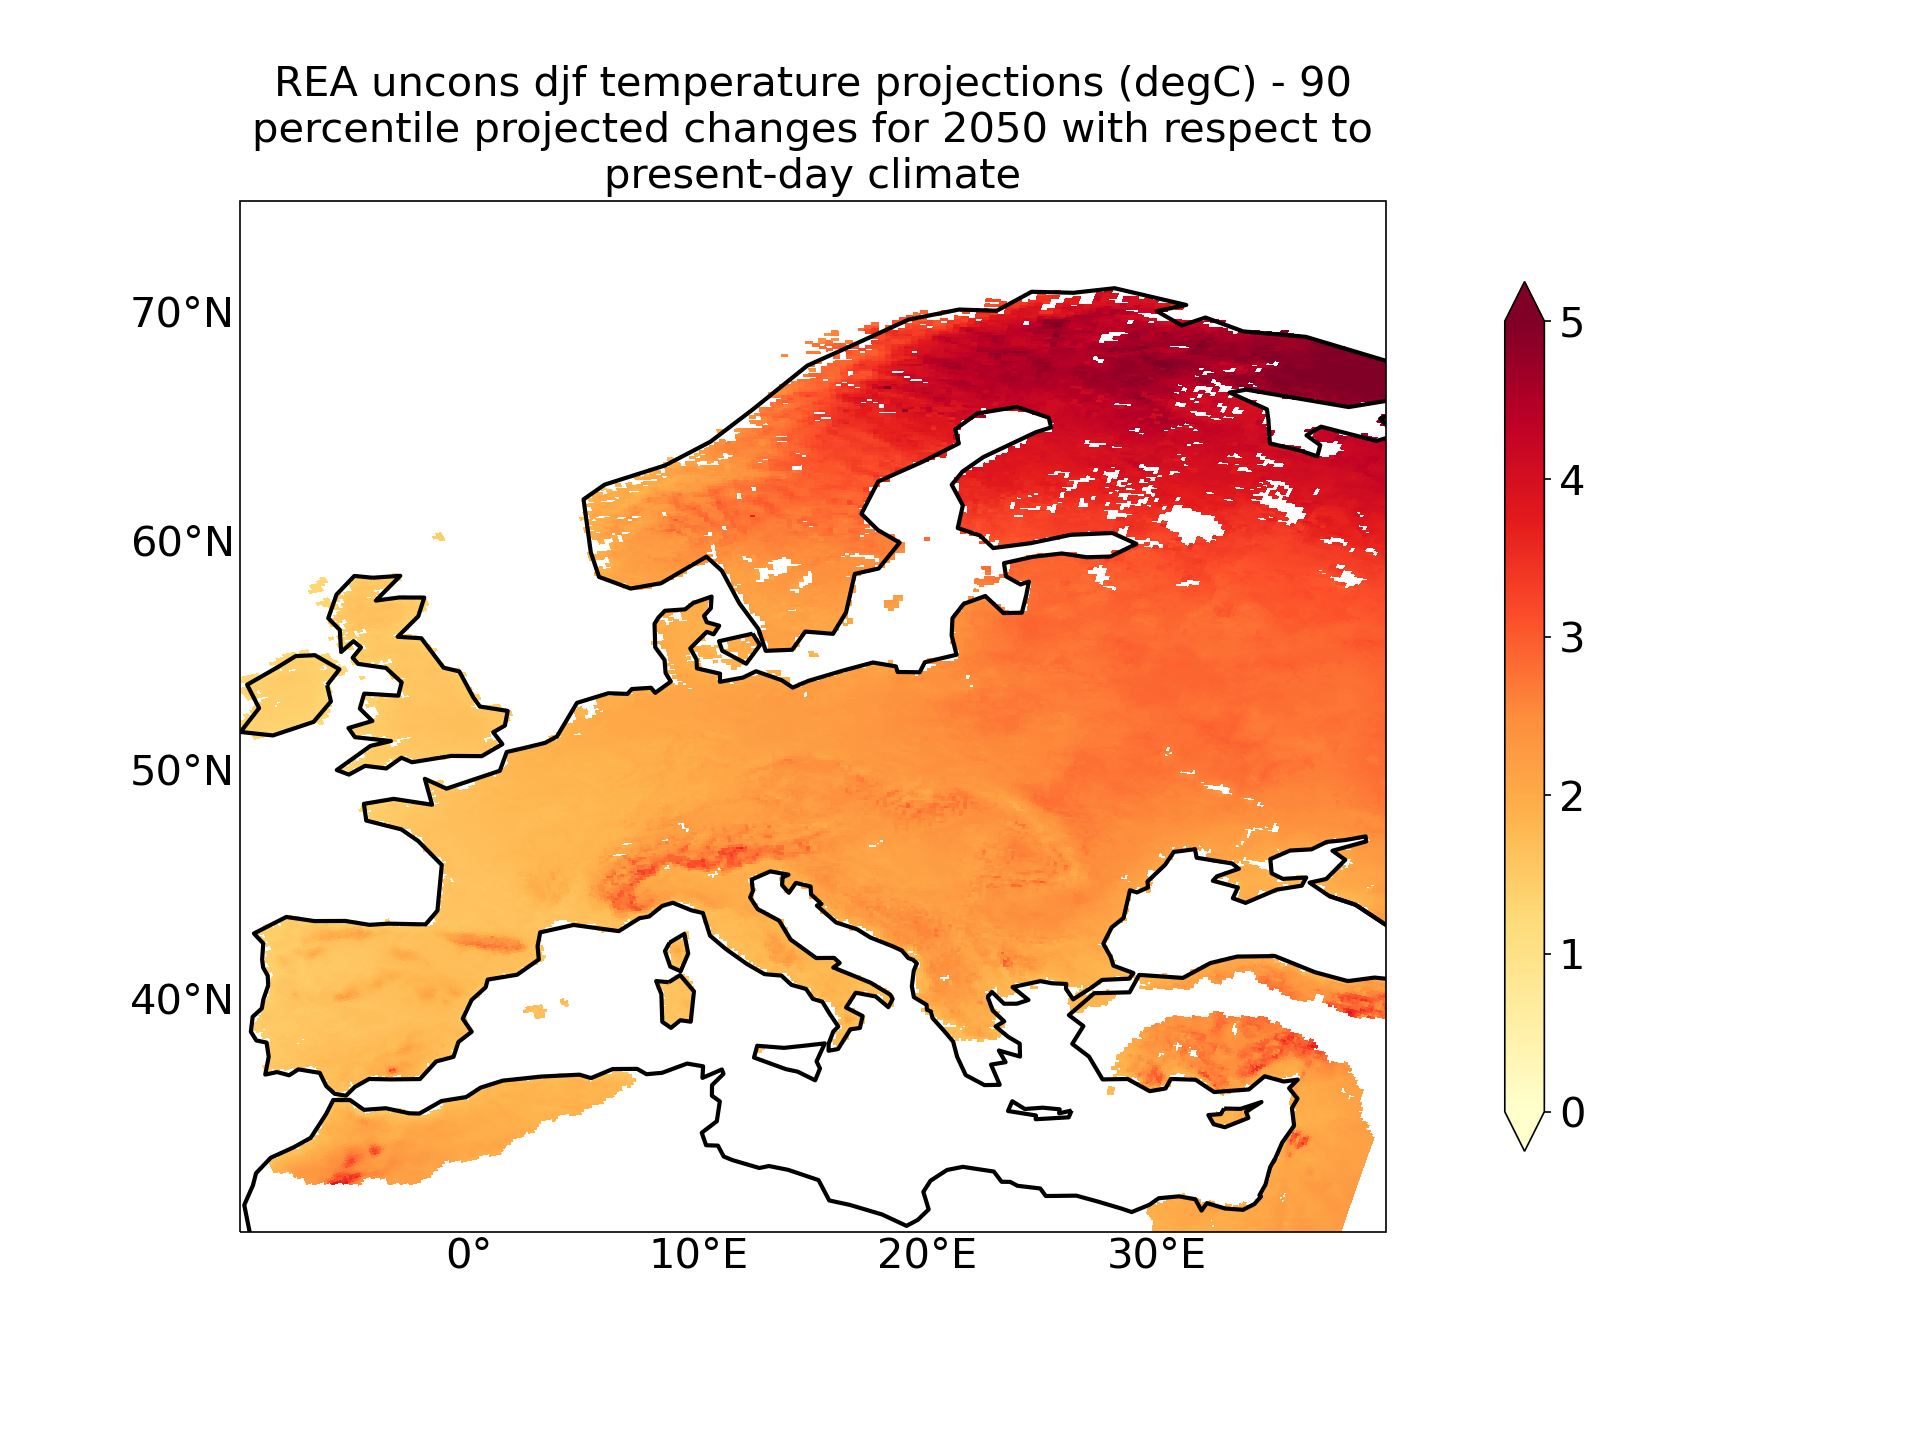 REA uncons djf temperature projections (degC) - 90
percentile projected changes for 2050 with respect to
present-day climate
70°N
60°N
50°N
40°N
0°
10°E
20°E
30°E
5
4
3
2
1
0